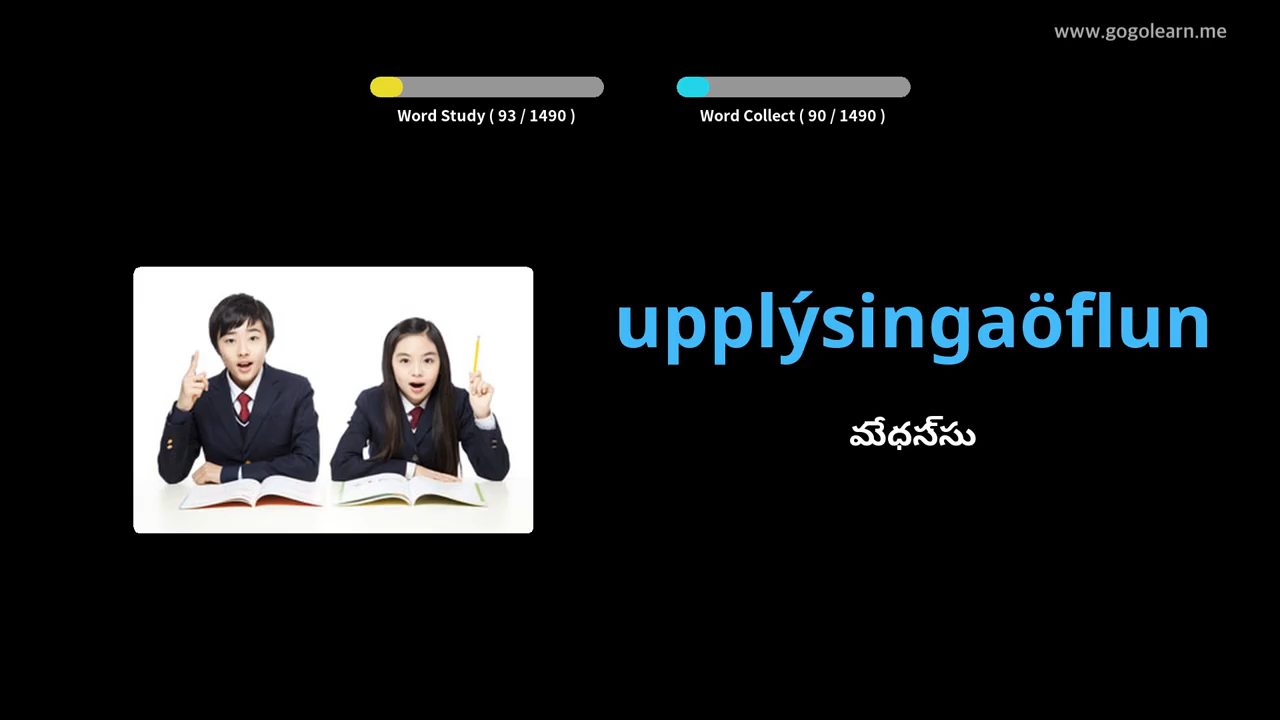 www.gogolearn.me
Word Study ( 93 / 1490 )
Word Collect ( 90 / 1490 )
upplýsingaöflun
మేధస్‌సు